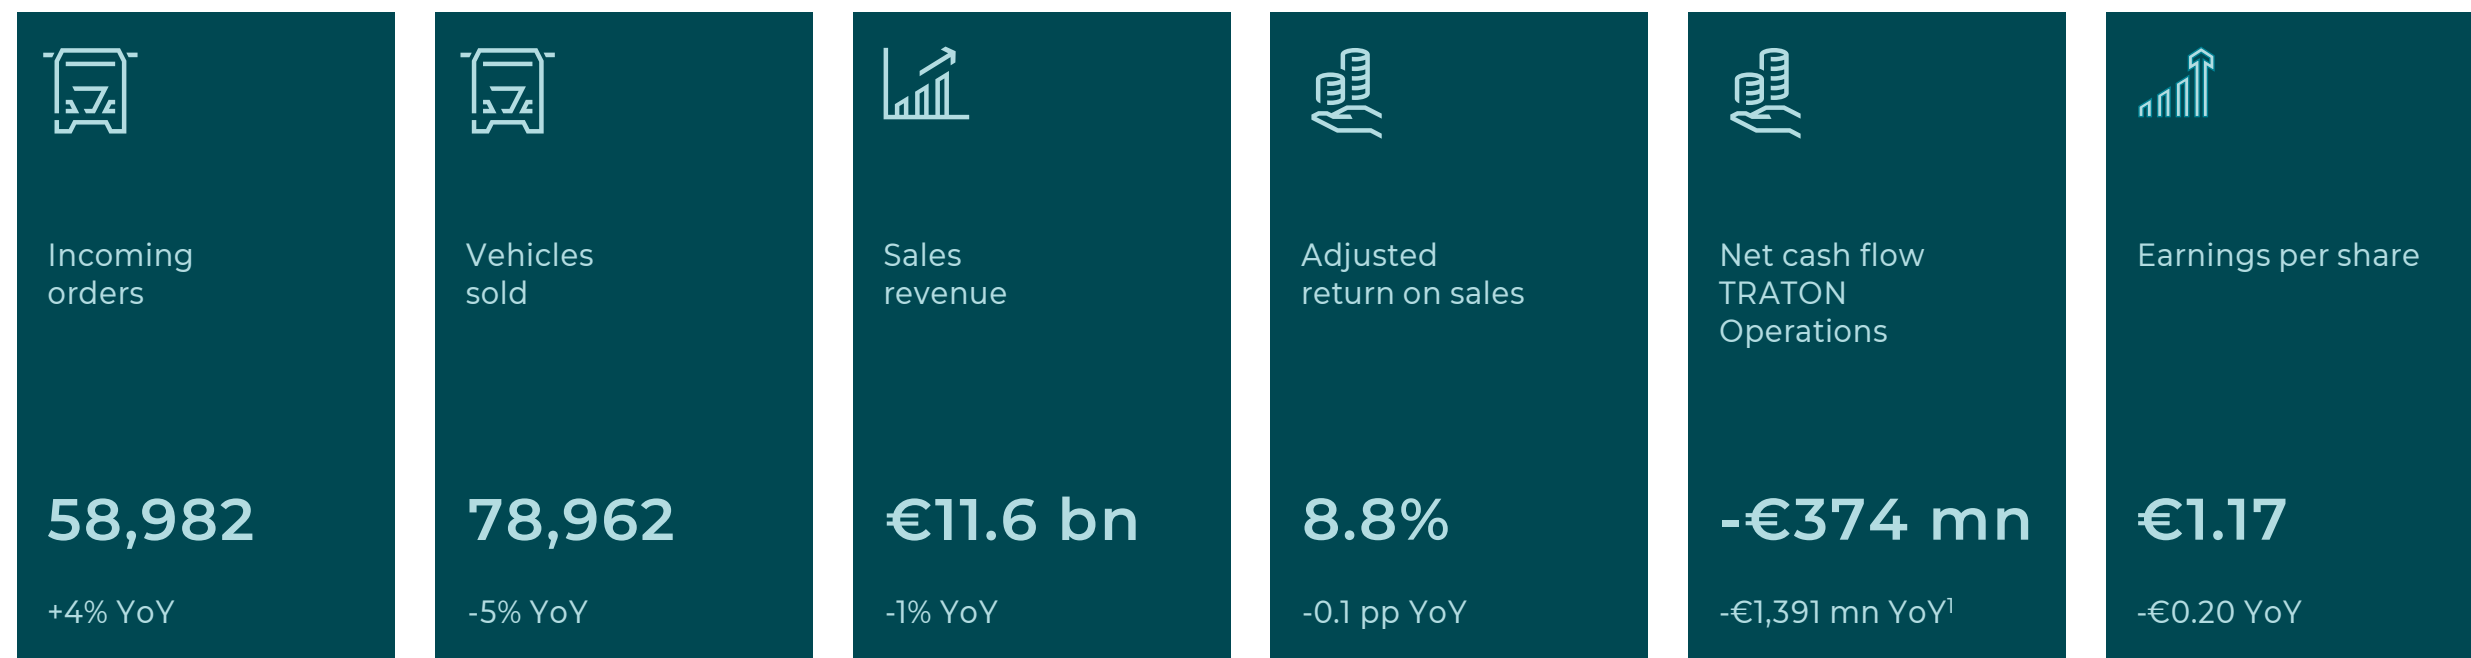 Incoming
orders
58,982
+4% YoY
Vehicles
sold
78,962
-5% YoY
Sales
revenue
€11.6 bn
-1% YoY
Adjusted
return on sales
8.8%
-0.1 pp YoY
Net cash flow
TRATON
Operations
-€374 mn
-€1,391 mn YoY¹
Earnings per share
€1.17
-€0.20 YoY